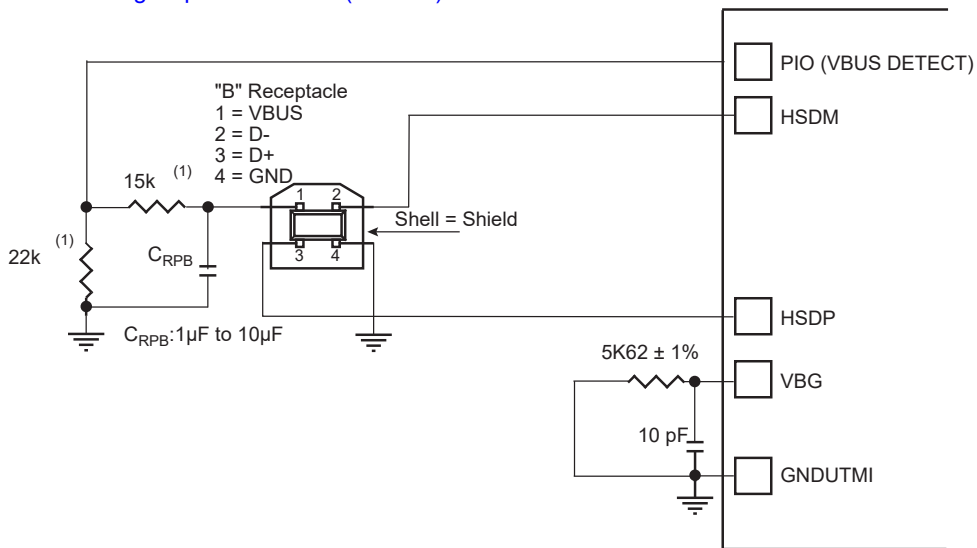 PIO (VBUS DETECT)
"B" Receptacle
1 = VBUS
2 = D-
3 = D+
4 = GND
HSDM
15k (1)
1 2
Shell = Shield
22k (1)
CRPB
3 4
CRPB:1µF to 10µF
HSDP
5K62 ± 1%
VBG
10 pF
GNDUTMI